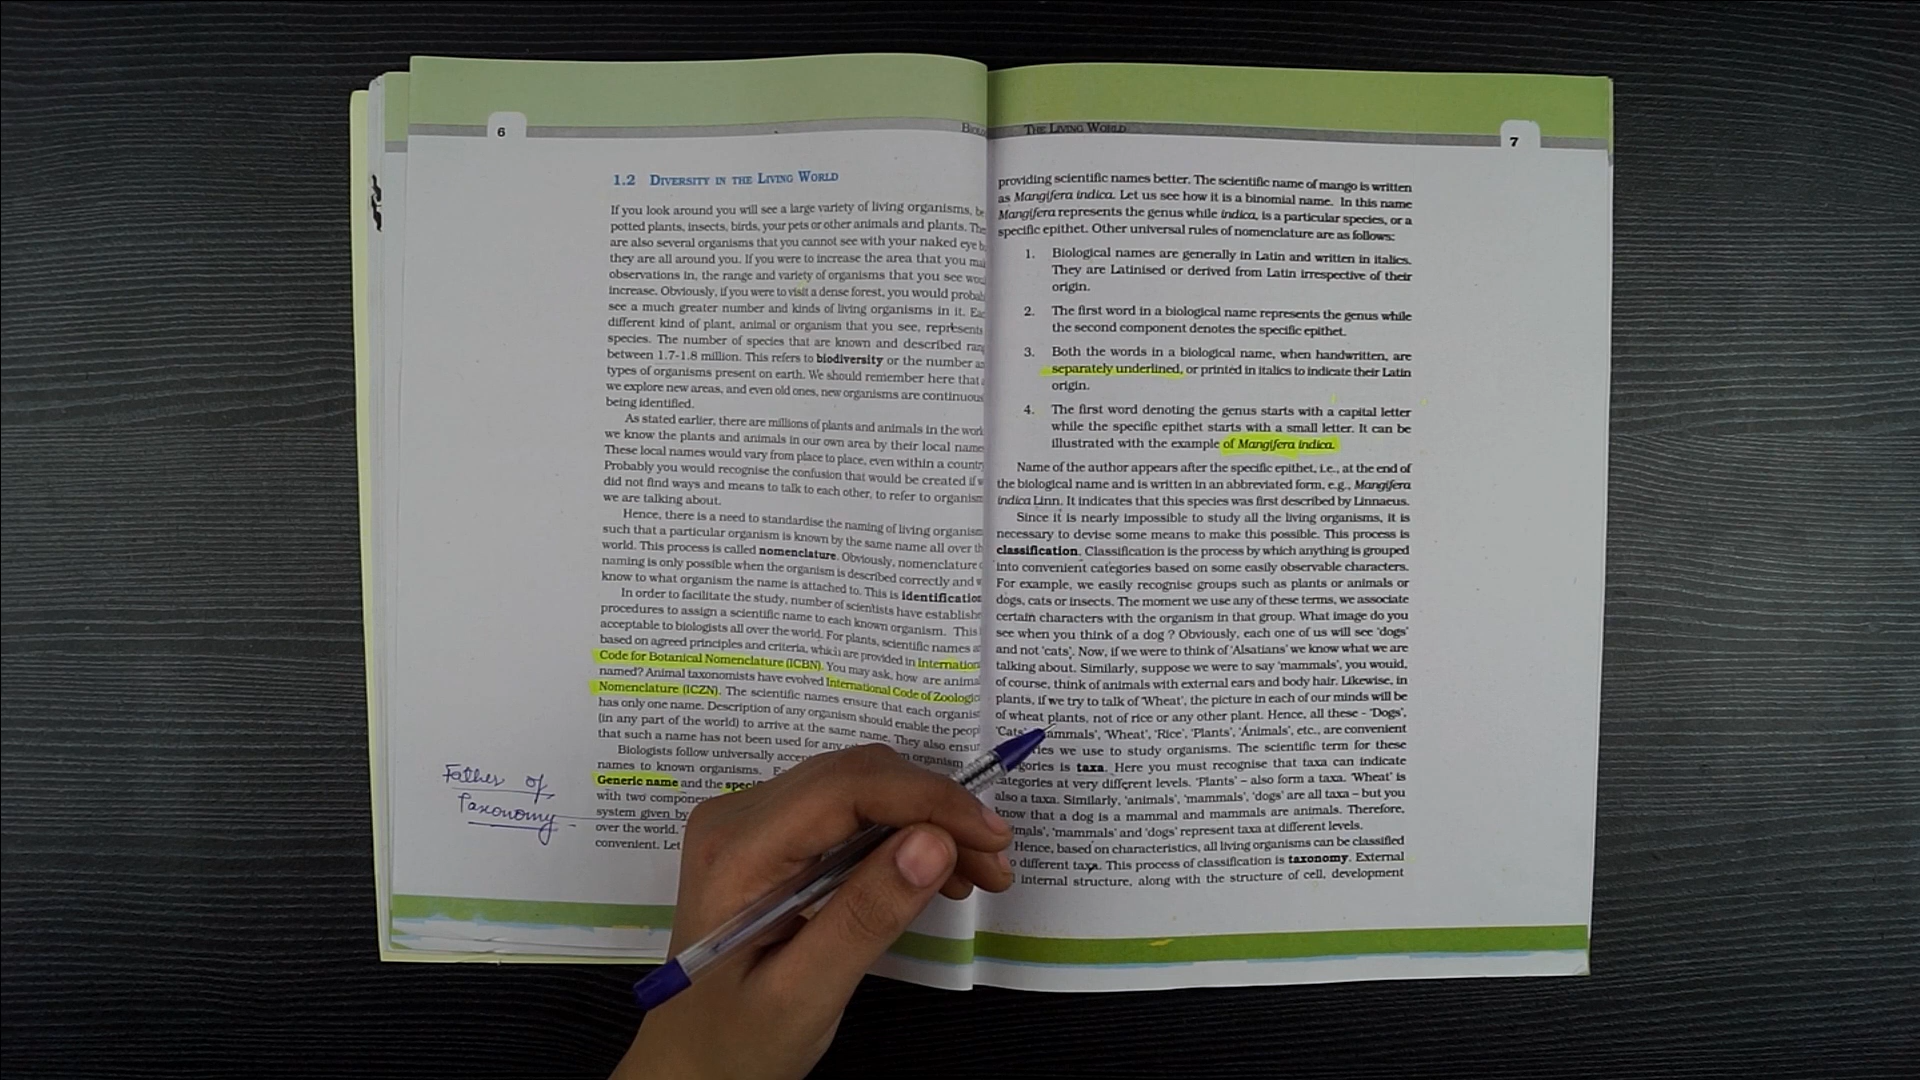 6
1.2 DIVERSITY IN THE LIVING WORLD
If you look around you will see a large variety of living organisms, be
potted plants, insects, birds, your pets or other animals and plants. The
are also several organisms that you cannot see with your naked eye b
they are all around you. If you were to increase the area that you ma
observations in, the range and variety of organisms that you see wou
increase. Obviously, if you were to visit a dense forest, you would probab
see a much greater number and kinds of living organisms in it. Ea
different kind of plant, animal or organism that you see, represents
species. The number of species that are known and described ran
between 1.7-1.8 million. This refers to biodiversity or the number a
types of organisms present on earth. We should remember here that
we explore new areas, and even old ones, new organisms are continuous
being identified.
As stated earlier, there are millions of plants and animals in the worl
we know the plants and animals in our own area by their local name
These local names would vary from place to place, even within a country
Probably you would recognise the confusion that would be created if w
did not find ways and means to talk to each other, to refer to organism
we are talking about.
Hence, there is a need to standardise the naming of living organism
such that a particular organism is known by the same name all over th
world. This process is called nomenclature. Obviously, nomenclature o
naming is only possible when the organism is described correctly and w
know to what organism the name is attached to. This is identification
In order to facilitate the study, number of scientists have establishe
procedures to assign a scientific name to each known organism. This
acceptable to biologists all over the world. For plants, scientific names a
based on agreed principles and criteria, which are provided in Internation
Code for Botanical Nomenclature (ICBN). You may ask, how are anima
named? Animal taxonomists have evolved International Code of Zoologic
Nomenclature (ICZN). The scientific names ensure that each organis
has only one name. Description of any organism should enable the peopl
(in any part of the world) to arrive at the same name. They also ensur
that such a name has not been used for any organism
Biologists follow universally accep
names to known organisms.
Generic name and the speci
with two componen
system given by
over the world.
convenient. Let
Father of
Taxonomy
THE LIVING WORLD
7
providing scientific names better. The scientific name of mango is written
as Mangifera indica. Let us see how it is a binomial name. In this name
Mangifera represents the genus while indica, is a particular species, or a
specific epithet. Other universal rules of nomenclature are as follows:
1. Biological names are generally in Latin and written in italics.
They are Latinised or derived from Latin irrespective of their
origin.
2. The first word in a biological name represents the genus while
the second component denotes the specific epithet.
3. Both the words in a biological name, when handwritten, are
separately underlined, or printed in italics to indicate their Latin
origin.
4. The first word denoting the genus starts with a capital letter
while the specific epithet starts with a small letter. It can be
illustrated with the example of Mangifera indica.
Name of the author appears after the specific epithet, i.e., at the end of
the biological name and is written in an abbreviated form, e.g., Mangifera
indica Linn. It indicates that this species was first described by Linnaeus.
Since it is nearly impossible to study all the living organisms, it is
necessary to devise some means to make this possible. This process is
classification. Classification is the process by which anything is grouped
into convenient categories based on some easily observable characters.
For example, we easily recognise groups such as plants or animals or
dogs, cats or insects. The moment we use any of these terms, we associate
certain characters with the organism in that group. What image do you
see when you think of a dog ? Obviously, each one of us will see 'dogs'
and not 'cats'. Now, if we were to think of 'Alsatians' we know what we are
talking about. Similarly, suppose we were to say 'mammals', you would,
of course, think of animals with external ears and body hair. Likewise, in
plants, if we try to talk of 'Wheat', the picture in each of our minds will be
of wheat plants, not of rice or any other plant. Hence, all these - 'Dogs',
'Cats', ammals', 'Wheat', 'Rice', 'Plants', 'Animals', etc., are convenient
ries we use to study organisms. The scientific term for these
gories is taxa. Here you must recognise that taxa can indicate
categories at very different levels. 'Plants' – also form a taxa. 'Wheat' is
also a taxa. Similarly, 'animals', 'mammals', 'dogs' are all taxa – but you
know that a dog is a mammal and mammals are animals. Therefore,
mals', 'mammals' and 'dogs' represent taxa at different levels.
Hence, based on characteristics, all living organisms can be classified
o different taxa. This process of classification is taxonomy. External
internal structure, along with the structure of cell, development